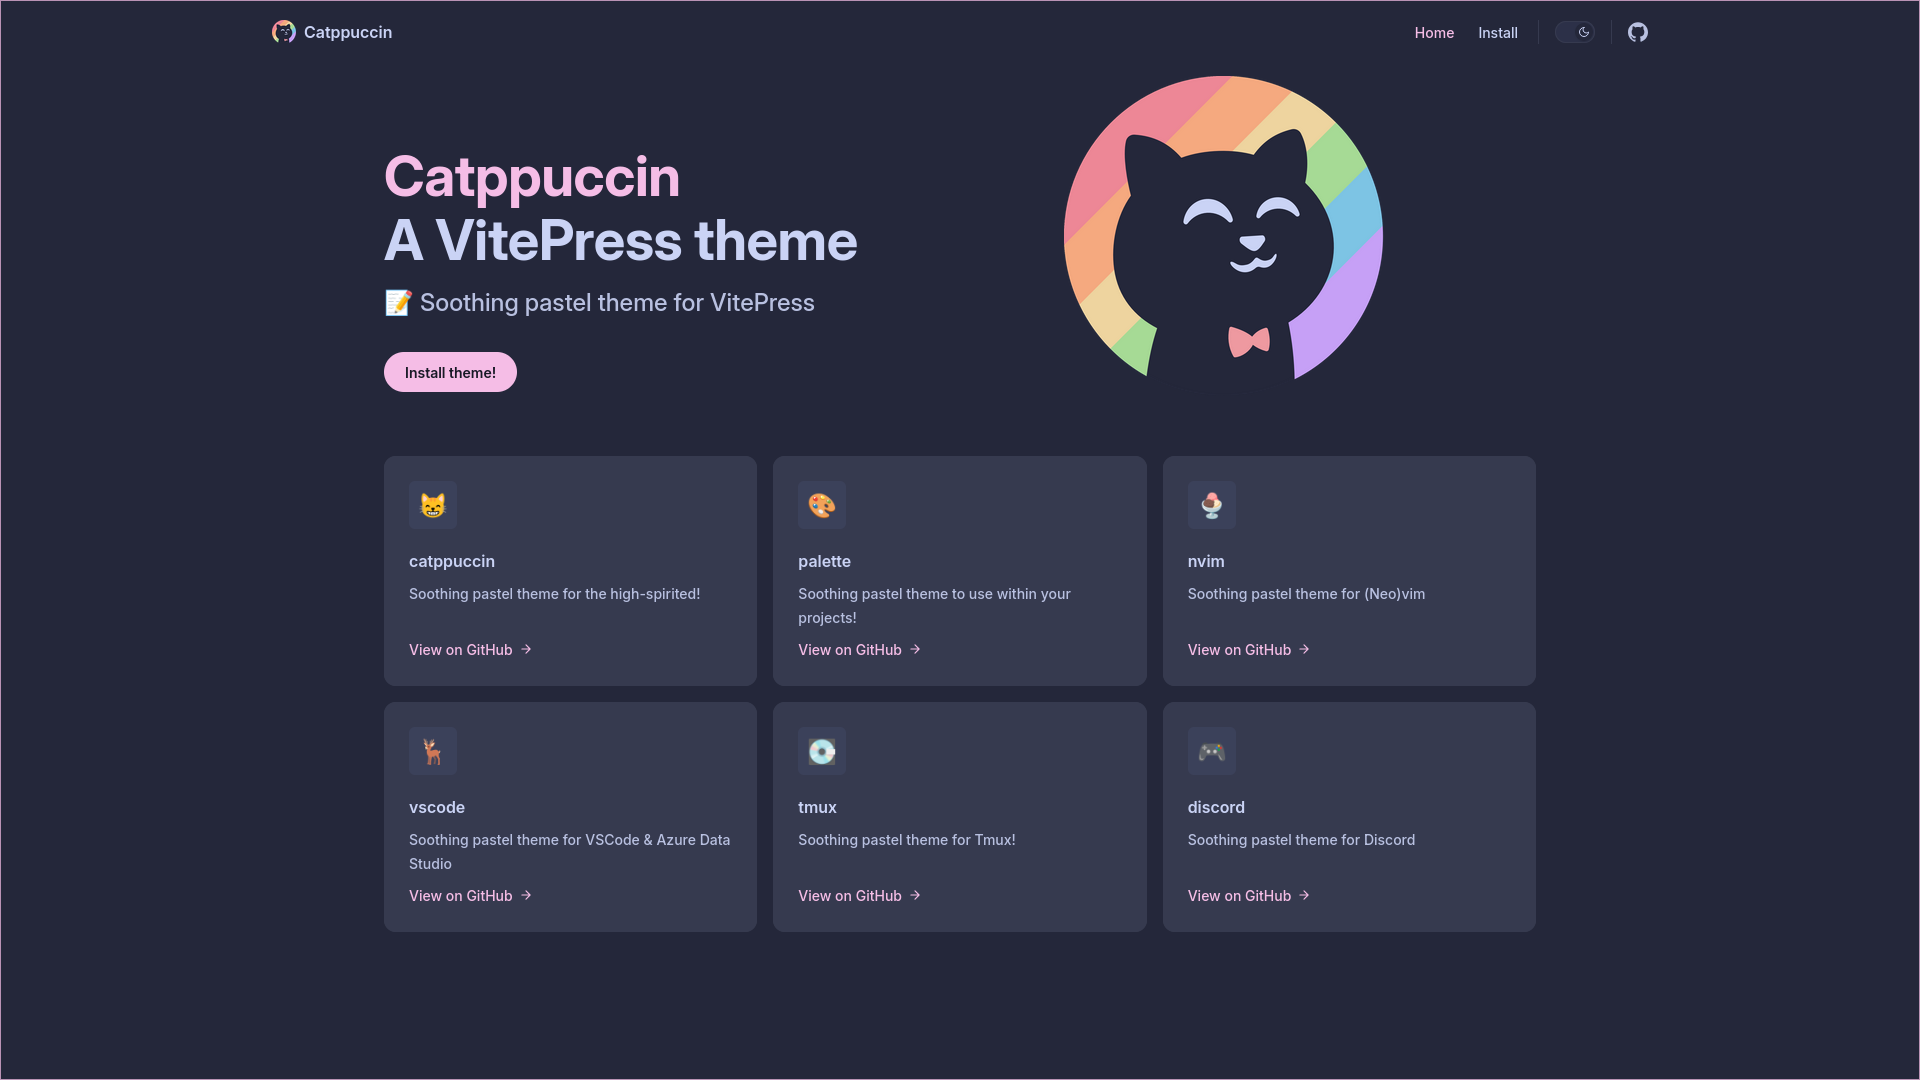 Catppuccin
Home
Install
Catppuccin
A VitePress theme
📝 Soothing pastel theme for VitePress
Install theme!
catppuccin
Soothing pastel theme for the high-spirited!
View on GitHub →
palette
Soothing pastel theme to use within your
projects!
View on GitHub →
nvim
Soothing pastel theme for (Neo)vim
View on GitHub →
vscode
Soothing pastel theme for VSCode & Azure Data
Studio
View on GitHub →
tmux
Soothing pastel theme for Tmux!
View on GitHub →
discord
Soothing pastel theme for Discord
View on GitHub →